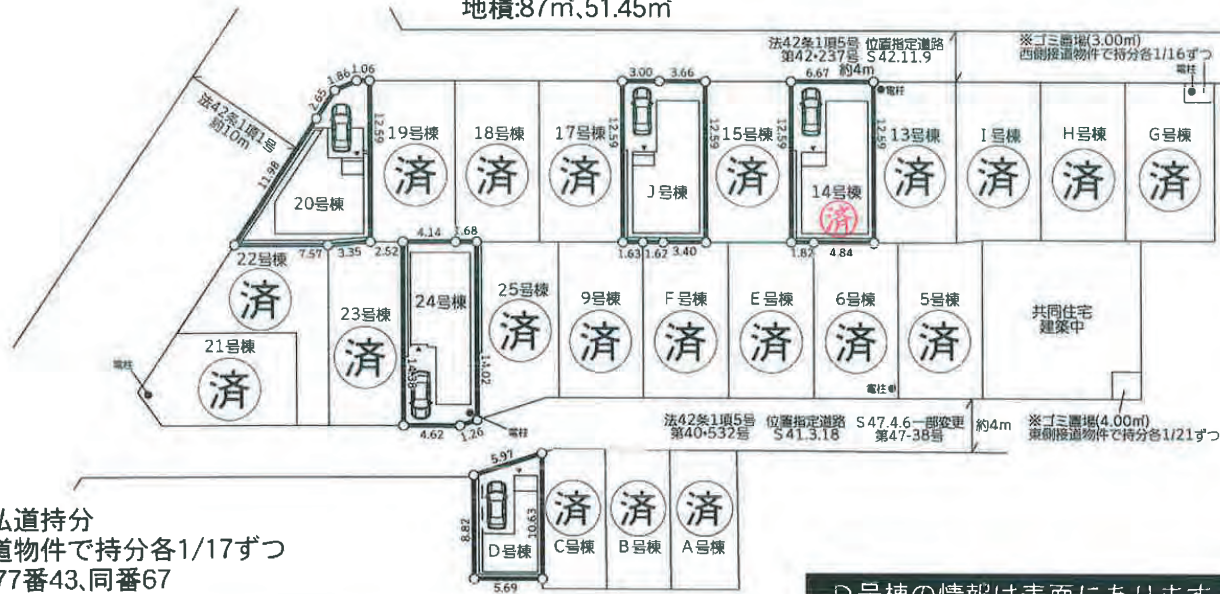 地積:87㎡、51.45㎡
法42条1項5号 位置指定道路
第42・237号 S42.11.9
約4m
※ゴミ置場(3.00㎡)
西側接道物件で持分各1/16ずつ
電柱
法42条1項1号
約10m
2.65
1.86
1.06
12.59
11.98
20号棟
19号棟
済
18号棟
済
17号棟
済
3.00
3.66
12.59
12.59
J号棟
15号棟
済
6.67
12.59
12.59
電柱
14号棟
済
13号棟
済
I号棟
済
H号棟
済
G号棟
済
7.57
3.35
2.52
4.14
1.68
1.63
1.62
3.40
1.82
4.84
22号棟
済
21号棟
済
電柱
23号棟
済
24号棟
14.38
14.02
4.62
1.26
電柱
25号棟
済
9号棟
済
F号棟
済
E号棟
済
6号棟
済
電柱
5号棟
済
共同住宅
建築中
法42条1項5号 位置指定道路 S47.4.6一部変更
第40・532号 S41.3.18 第47-38号
約4m
※ゴミ置場(4.00㎡)
東側接道物件で持分各1/21ずつ
5.97
8.82
10.63
D号棟
5.69
済
C号棟
済
B号棟
済
A号棟
私道持分
道物件で持分各1/17ずつ
77番43、同番67
D号棟の情報は表面にあります